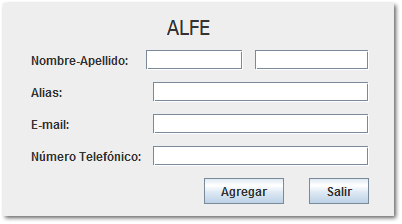 ALFE
Nombre-Apellido:
Alias:
E-mail:
Número Telefónico:
Agregar Salir